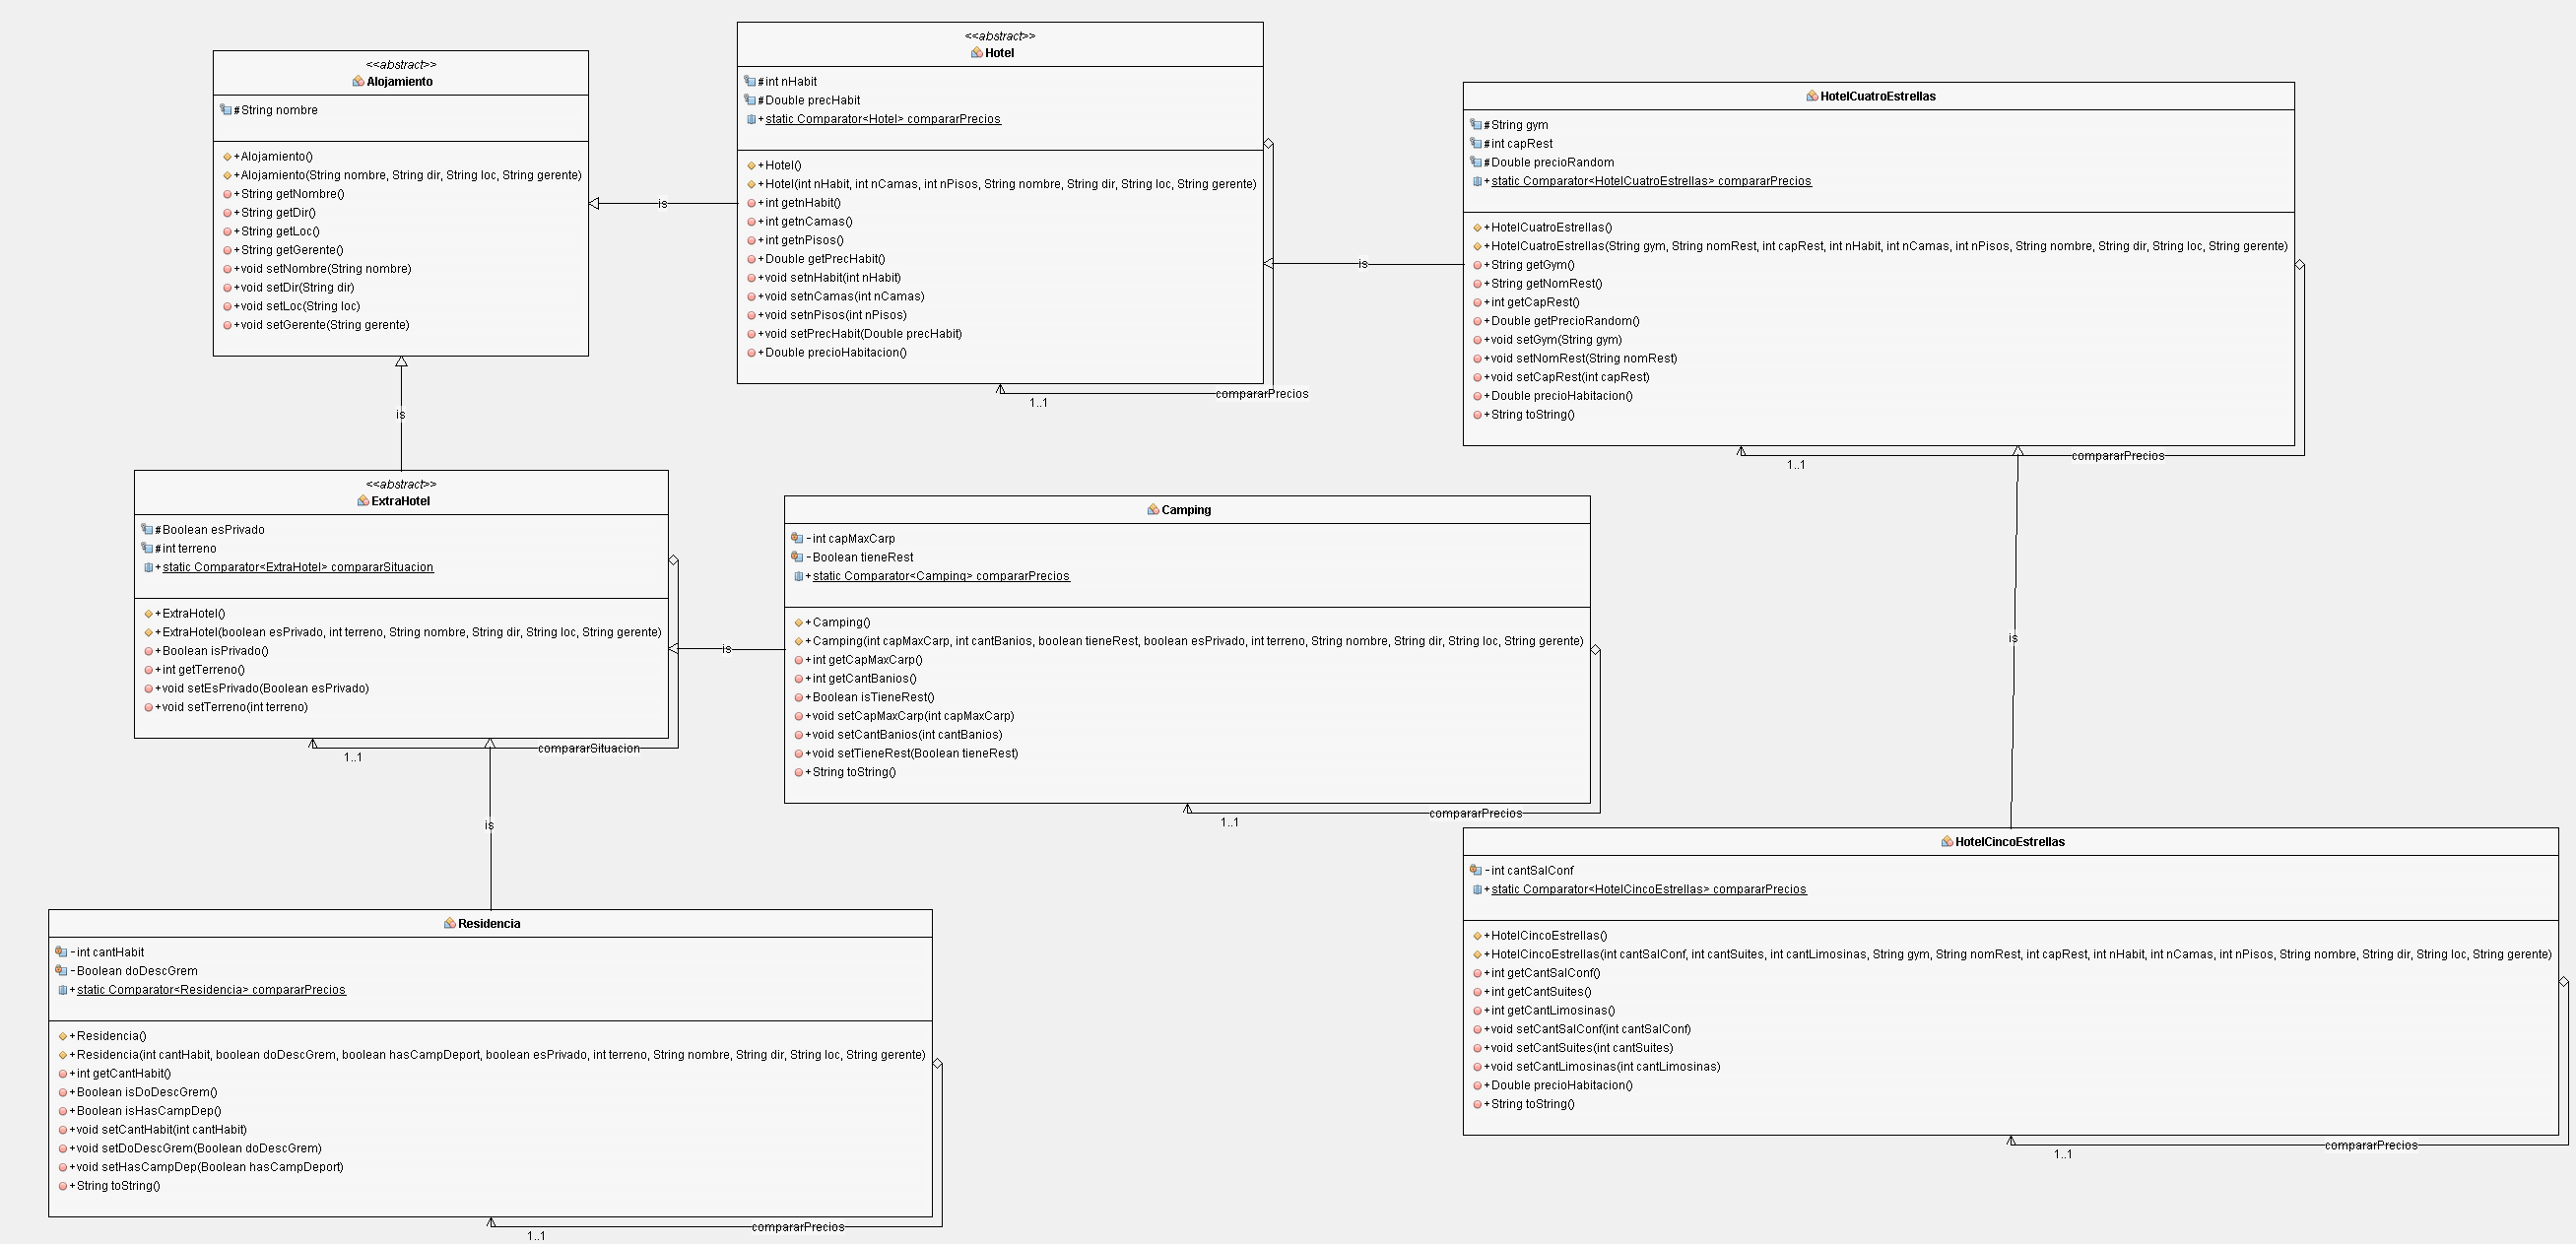 <<abstract>>
Alojamiento
#String nombre
+Alojamiento()
+Alojamiento(String nombre, String dir, String loc, String gerente)
+String getNombre()
+String getDir()
+String getLoc()
+String getGerente()
+void setNombre(String nombre)
+void setDir(String dir)
+void setLoc(String loc)
+void setGerente(String gerente)
is
<<abstract>>
Hotel
#int nHabit
#Double precHabit
+static Comparator<Hotel> compararPrecios
+Hotel()
+Hotel(int nHabit, int nCamas, int nPisos, String nombre, String dir, String loc, String gerente)
+int getnHabit()
+int getnCamas()
+int getnPisos()
+Double getPrecHabit()
+void setnHabit(int nHabit)
+void setnCamas(int nCamas)
+void setnPisos(int nPisos)
+void setPrecHabit(Double precHabit)
+Double precioHabitacion()
compararPrecios
1..1
is
HotelCuatroEstrellas
#String gym
#int capRest
#Double precioRandom
+static Comparator<HotelCuatroEstrellas> compararPrecios
+HotelCuatroEstrellas()
+HotelCuatroEstrellas(String gym, String nomRest, int capRest, int nHabit, int nCamas, int nPisos, String nombre, String dir, String loc, String gerente)
+String getGym()
+String getNomRest()
+int getCapRest()
+Double getPrecioRandom()
+void setGym(String gym)
+void setNomRest(String nomRest)
+void setCapRest(int capRest)
+Double precioHabitacion()
+String toString()
compararPrecios
1..1
is
<<abstract>>
ExtraHotel
#Boolean esPrivado
#int terreno
+static Comparator<ExtraHotel> compararSituacion
+ExtraHotel()
+ExtraHotel(boolean esPrivado, int terreno, String nombre, String dir, String loc, String gerente)
+Boolean isPrivado()
+int getTerreno()
+void setEsPrivado(Boolean esPrivado)
+void setTerreno(int terreno)
compararSituacion
1..1
is
Camping
-int capMaxCarp
-Boolean tieneRest
+static Comparator<Camping> compararPrecios
+Camping()
+Camping(int capMaxCarp, int cantBanios, boolean tieneRest, boolean esPrivado, int terreno, String nombre, String dir, String loc, String gerente)
+int getCapMaxCarp()
+int getCantBanios()
+Boolean isTieneRest()
+void setCapMaxCarp(int capMaxCarp)
+void setCantBanios(int cantBanios)
+void setTieneRest(Boolean tieneRest)
+String toString()
compararPrecios
1..1
is
is
Residencia
-int cantHabit
-Boolean doDescGrem
+static Comparator<Residencia> compararPrecios
+Residencia()
+Residencia(int cantHabit, boolean doDescGrem, boolean hasCampDeport, boolean esPrivado, int terreno, String nombre, String dir, String loc, String gerente)
+int getCantHabit()
+Boolean isDoDescGrem()
+Boolean isHasCampDep()
+void setCantHabit(int cantHabit)
+void setDoDescGrem(Boolean doDescGrem)
+void setHasCampDep(Boolean hasCampDeport)
+String toString()
compararPrecios
1..1
HotelCincoEstrellas
-int cantSalConf
+static Comparator<HotelCincoEstrellas> compararPrecios
+HotelCincoEstrellas()
+HotelCincoEstrellas(int cantSalConf, int cantSuites, int cantLimosinas, String gym, String nomRest, int capRest, int nHabit, int nCamas, int nPisos, String nombre, String dir, String loc, String gerente)
+int getCantSalConf()
+int getCantSuites()
+int getCantLimosinas()
+void setCantSalConf(int cantSalConf)
+void setCantSuites(int cantSuites)
+void setCantLimosinas(int cantLimosinas)
+Double precioHabitacion()
+String toString()
compararPrecios
1..1